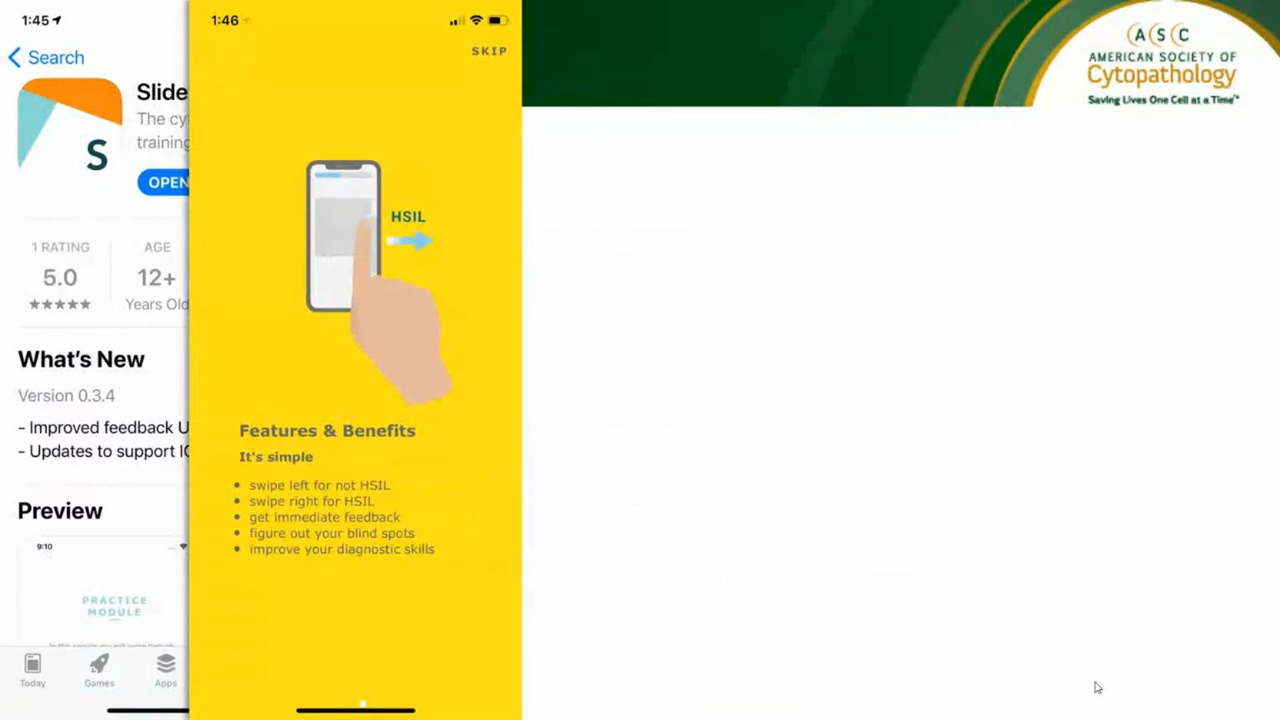 1:45
Search
Slide
The cy
training
OPEN
1 RATING
5.0
AGE
12+
Years Old
What's New
Version 0.3.4
- Improved feedback U
- Updates to support I
Preview
9:10
PRACTICE
MODULE
Today
Games
Apps
1:46
SKIP
HSIL
Features & Benefits
It's simple
• swipe left for not HSIL
• swipe right for HSIL
• get immediate feedback
• figure out your blind spots
• improve your diagnostic skills
ASC
AMERICAN SOCIETY OF
Cytopathology
Saving Lives One Cell at a Time™
S